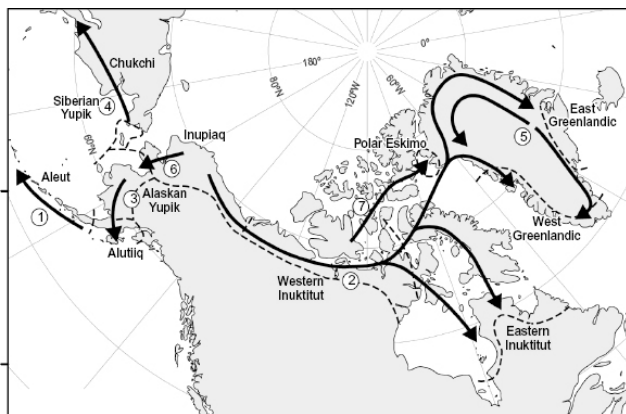 Chukchi
180°
0°
80°N
120°W
60°W
Siberian
Yupik
4
60°N
East
Greenlandic
5
Inupiaq
Polar Eskimo
6
Aleut
Alaskan
Yupik
3
7
1
West
Greenlandic
Alutiiq
Western
Inuktitut
2
Eastern
Inuktitut